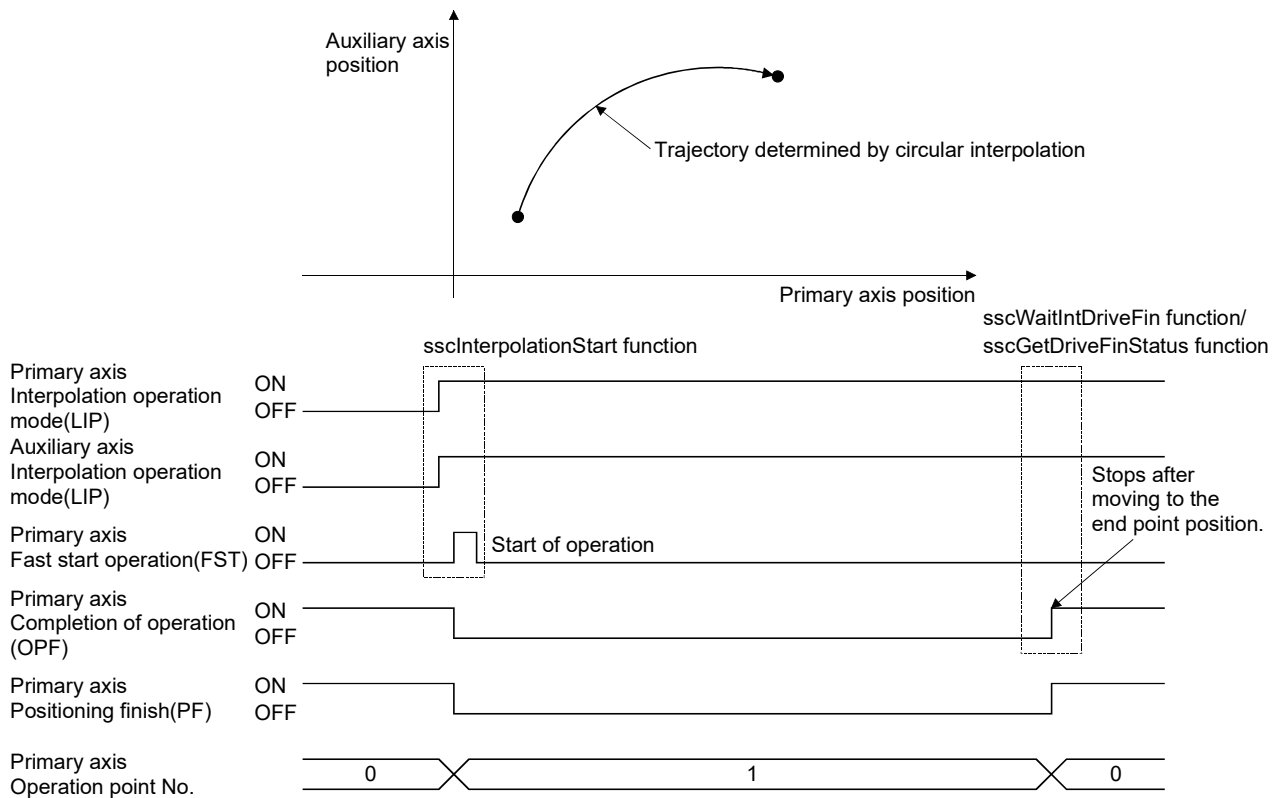 Auxiliary axis
position
Trajectory determined by circular interpolation
Primary axis position
sscWaitIntDriveFin function/
sscInterpolationStart function
sscGetDriveFinStatus function
Primary axis
Interpolation operation
mode(LIP)
ON
OFF
Auxiliary axis
Interpolation operation
mode(LIP)
ON
OFF
Stops after
moving to the
end point position.
Primary axis
Fast start operation(FST)
ON
OFF
Start of operation
Primary axis
Completion of operation
(OPF)
ON
OFF
Primary axis
Positioning finish(PF)
ON
OFF
Primary axis
Operation point No.
0
1
0